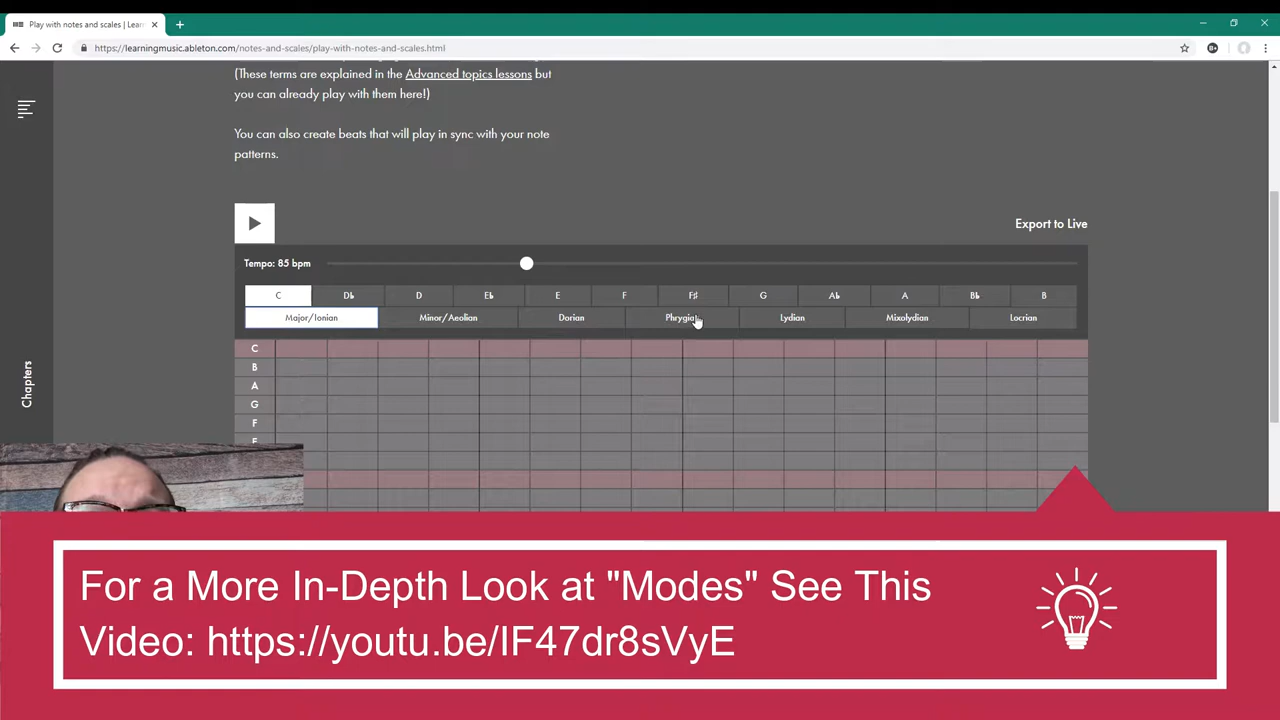 Play with notes and scales | Lear
https://learningmusic.ableton.com/notes-and-scales/play-with-notes-and-scales.html
(These terms are explained in the Advanced topics lessons but
you can already play with them here!)
You can also create beats that will play in sync with your note
patterns.
Export to Live
Tempo: 85 bpm
C D♭ D E♭ E F F♯ G A♭ A B♭ B
Major/Ionian Minor/Aeolian Dorian Phrygian Lydian Mixolydian Locrian
C
B
A
G
F
E
Chapters
For a More In-Depth Look at "Modes" See This
Video: https://youtu.be/IF47dr8sVyE